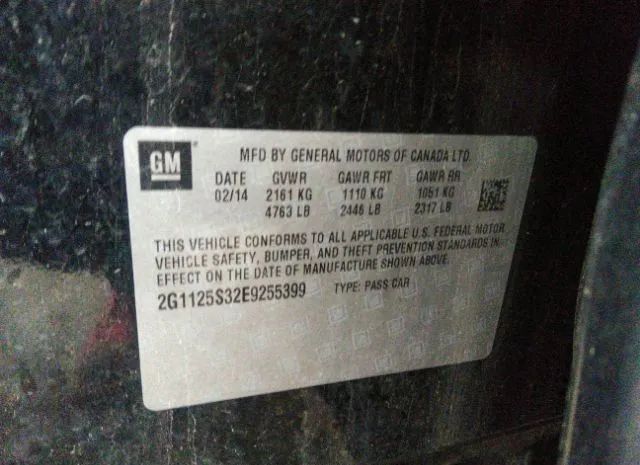 GM
MFD BY GENERAL MOTORS OF CANADA LTD.
DATE GVWR GAWR FRT GAWR RR
02/14 2161 KG 1110 KG 1051 KG
4763 LB 2446 LB 2317 LB
THIS VEHICLE CONFORMS TO ALL APPLICABLE U.S. FEDERAL MOTOR
VEHICLE SAFETY, BUMPER, AND THEFT PREVENTION STANDARDS IN
EFFECT ON THE DATE OF MANUFACTURE SHOWN ABOVE.
2G1125S32E9255399 TYPE: PASS CAR